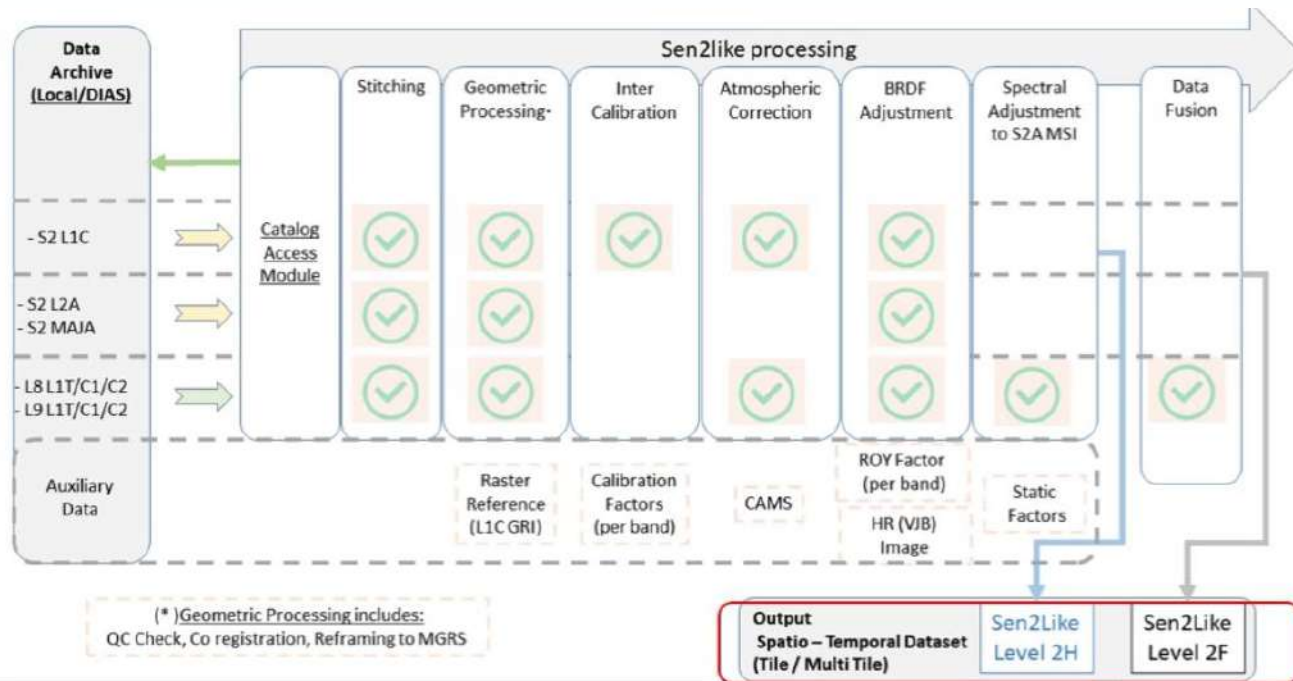 Data
Archive
(Local/DIAS)
Sen2like processing
Stitching
Geometric
Processing*
Inter
Calibration
Atmospheric
Correction
BRDF
Adjustment
Spectral
Adjustment
to S2A MSI
Data
Fusion
Catalog
Access
Module
- S2 L1C
- S2 L2A
- S2 MAJA
- L8 L1T/C1/C2
- L9 L1T/C1/C2
Auxiliary
Data
Raster
Reference
(L1C GRI)
Calibration
Factors
(per band)
CAMS
ROY Factor
(per band)
HR (VJB)
Image
Static
Factors
(*)Geometric Processing includes:
QC Check, Co registration, Reframing to MGRS
Output
Spatio – Temporal Dataset
(Tile / Multi Tile)
Sen2Like
Level 2H
Sen2Like
Level 2F